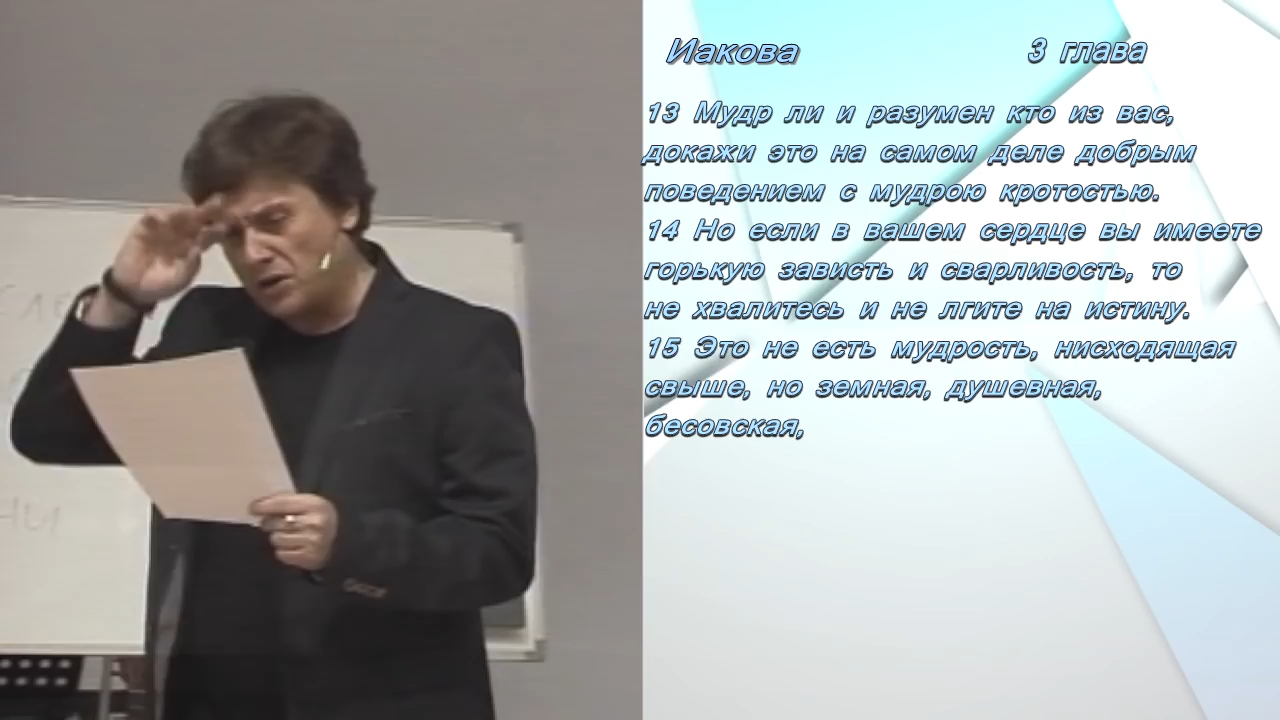 Иакова 3 глава
13 Мудр ли и разумен кто из вас,
докажи это на самом деле добрым
поведением с мудрою кротостью.
14 Но если в вашем сердце вы имеете
горькую зависть и сварливость, то
не хвалитесь и не лгите на истину.
15 Это не есть мудрость, нисходящая
свыше, но земная, душевная,
бесовская,